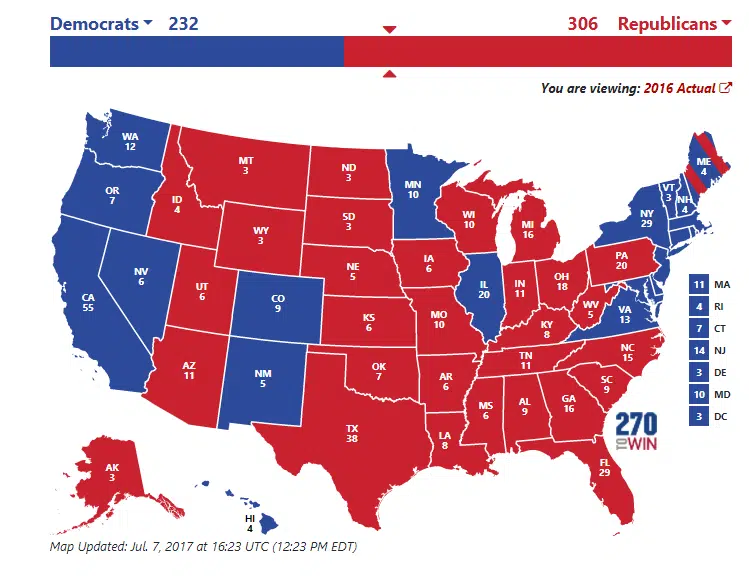 Democrats 232 306 Republicans
You are viewing: 2016 Actual
WA
12
OR
7
CA
55
NV
6
ID
4
MT
3
WY
3
UT
6
AZ
11
CO
9
NM
5
ND
3
SD
3
NE
5
KS
6
OK
7
TX
38
MN
10
IA
6
MO
10
AR
6
LA
8
WI
10
IL
20
MI
16
IN
11
OH
18
KY
8
TN
11
MS
6
AL
9
GA
16
FL
29
SC
9
NC
15
VA
13
WV
5
PA
20
NY
29
VT
3
NH
4
ME
4
11 MA
4 RI
7 CT
14 NJ
3 DE
10 MD
3 DC
AK
3
HI
4
270
TOWIN
Map Updated: Jul. 7, 2017 at 16:23 UTC (12:23 PM EDT)